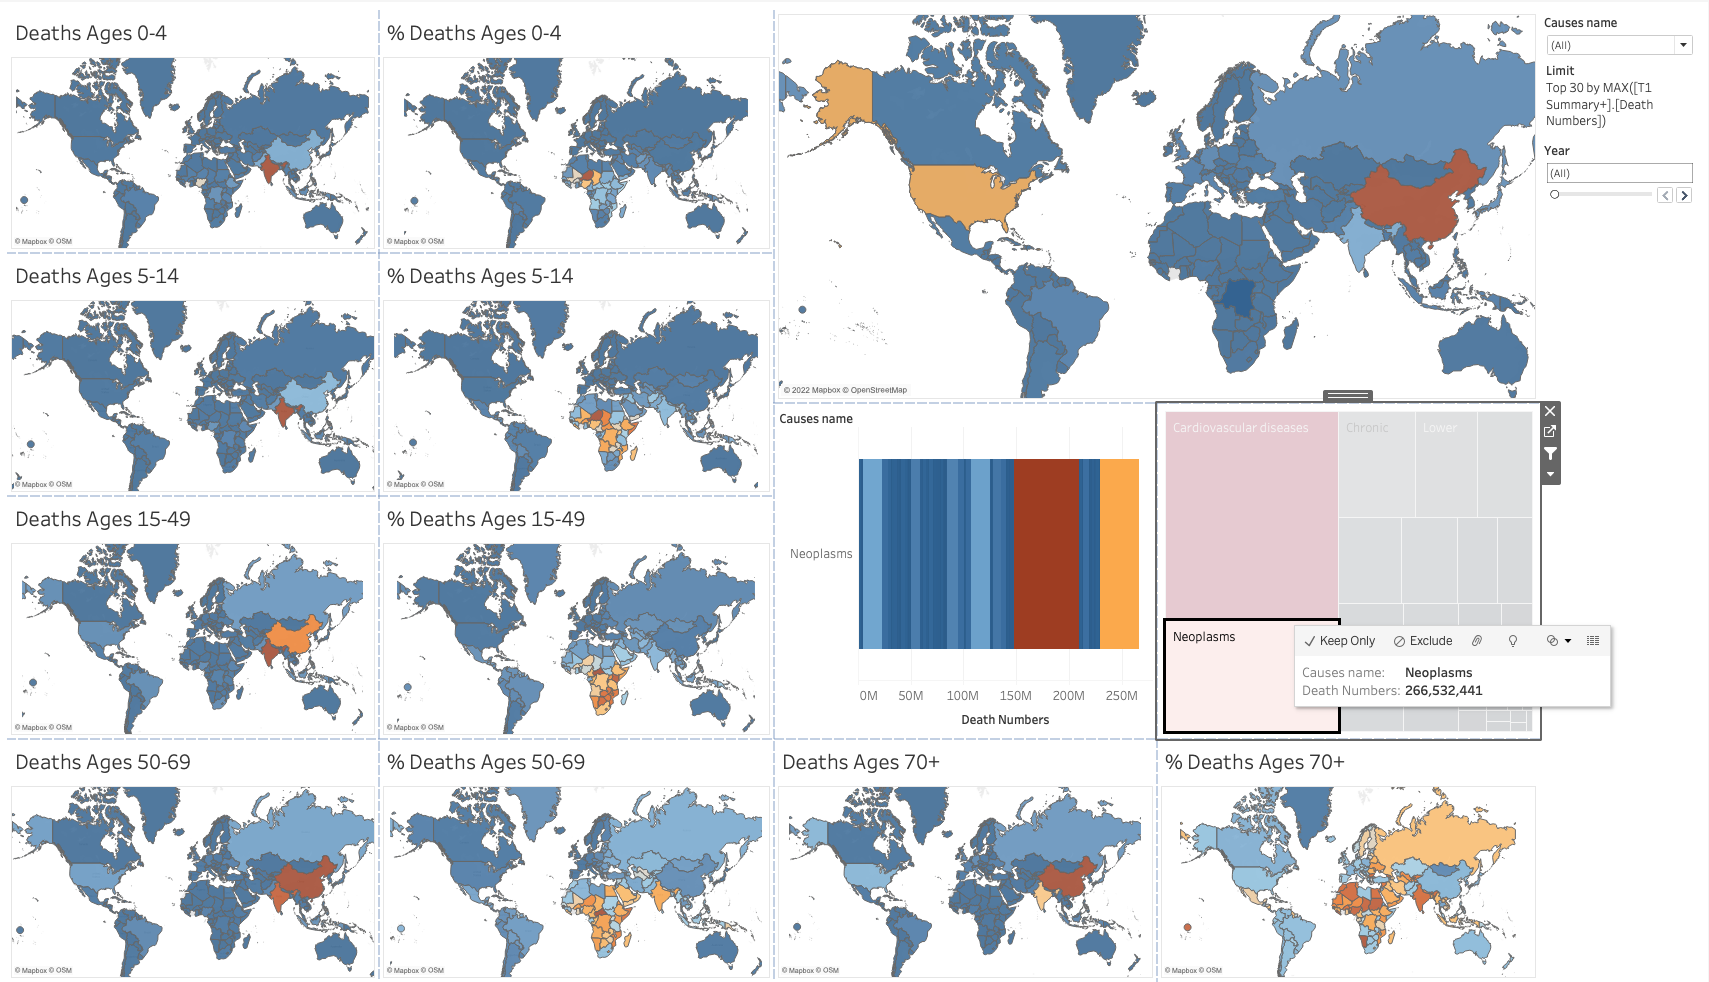 Deaths Ages 0-4
© Mapbox © OSM
% Deaths Ages 0-4
© Mapbox © OSM
© 2022 Mapbox © OpenStreetMap
Causes name
(All)
Limit
Top 30 by MAX([T1
Summary+].[Death
Numbers])
Year
(All)
Deaths Ages 5-14
© Mapbox © OSM
% Deaths Ages 5-14
© Mapbox © OSM
Causes name
Neoplasms
0M 50M 100M 150M 200M 250M
Death Numbers
Cardiovascular diseases
Chronic
Lower
Neoplasms
Keep Only Exclude
Causes name: Neoplasms
Death Numbers: 266,532,441
Deaths Ages 15-49
© Mapbox © OSM
% Deaths Ages 15-49
© Mapbox © OSM
Deaths Ages 50-69
© Mapbox © OSM
% Deaths Ages 50-69
© Mapbox © OSM
Deaths Ages 70+
© Mapbox © OSM
% Deaths Ages 70+
© Mapbox © OSM